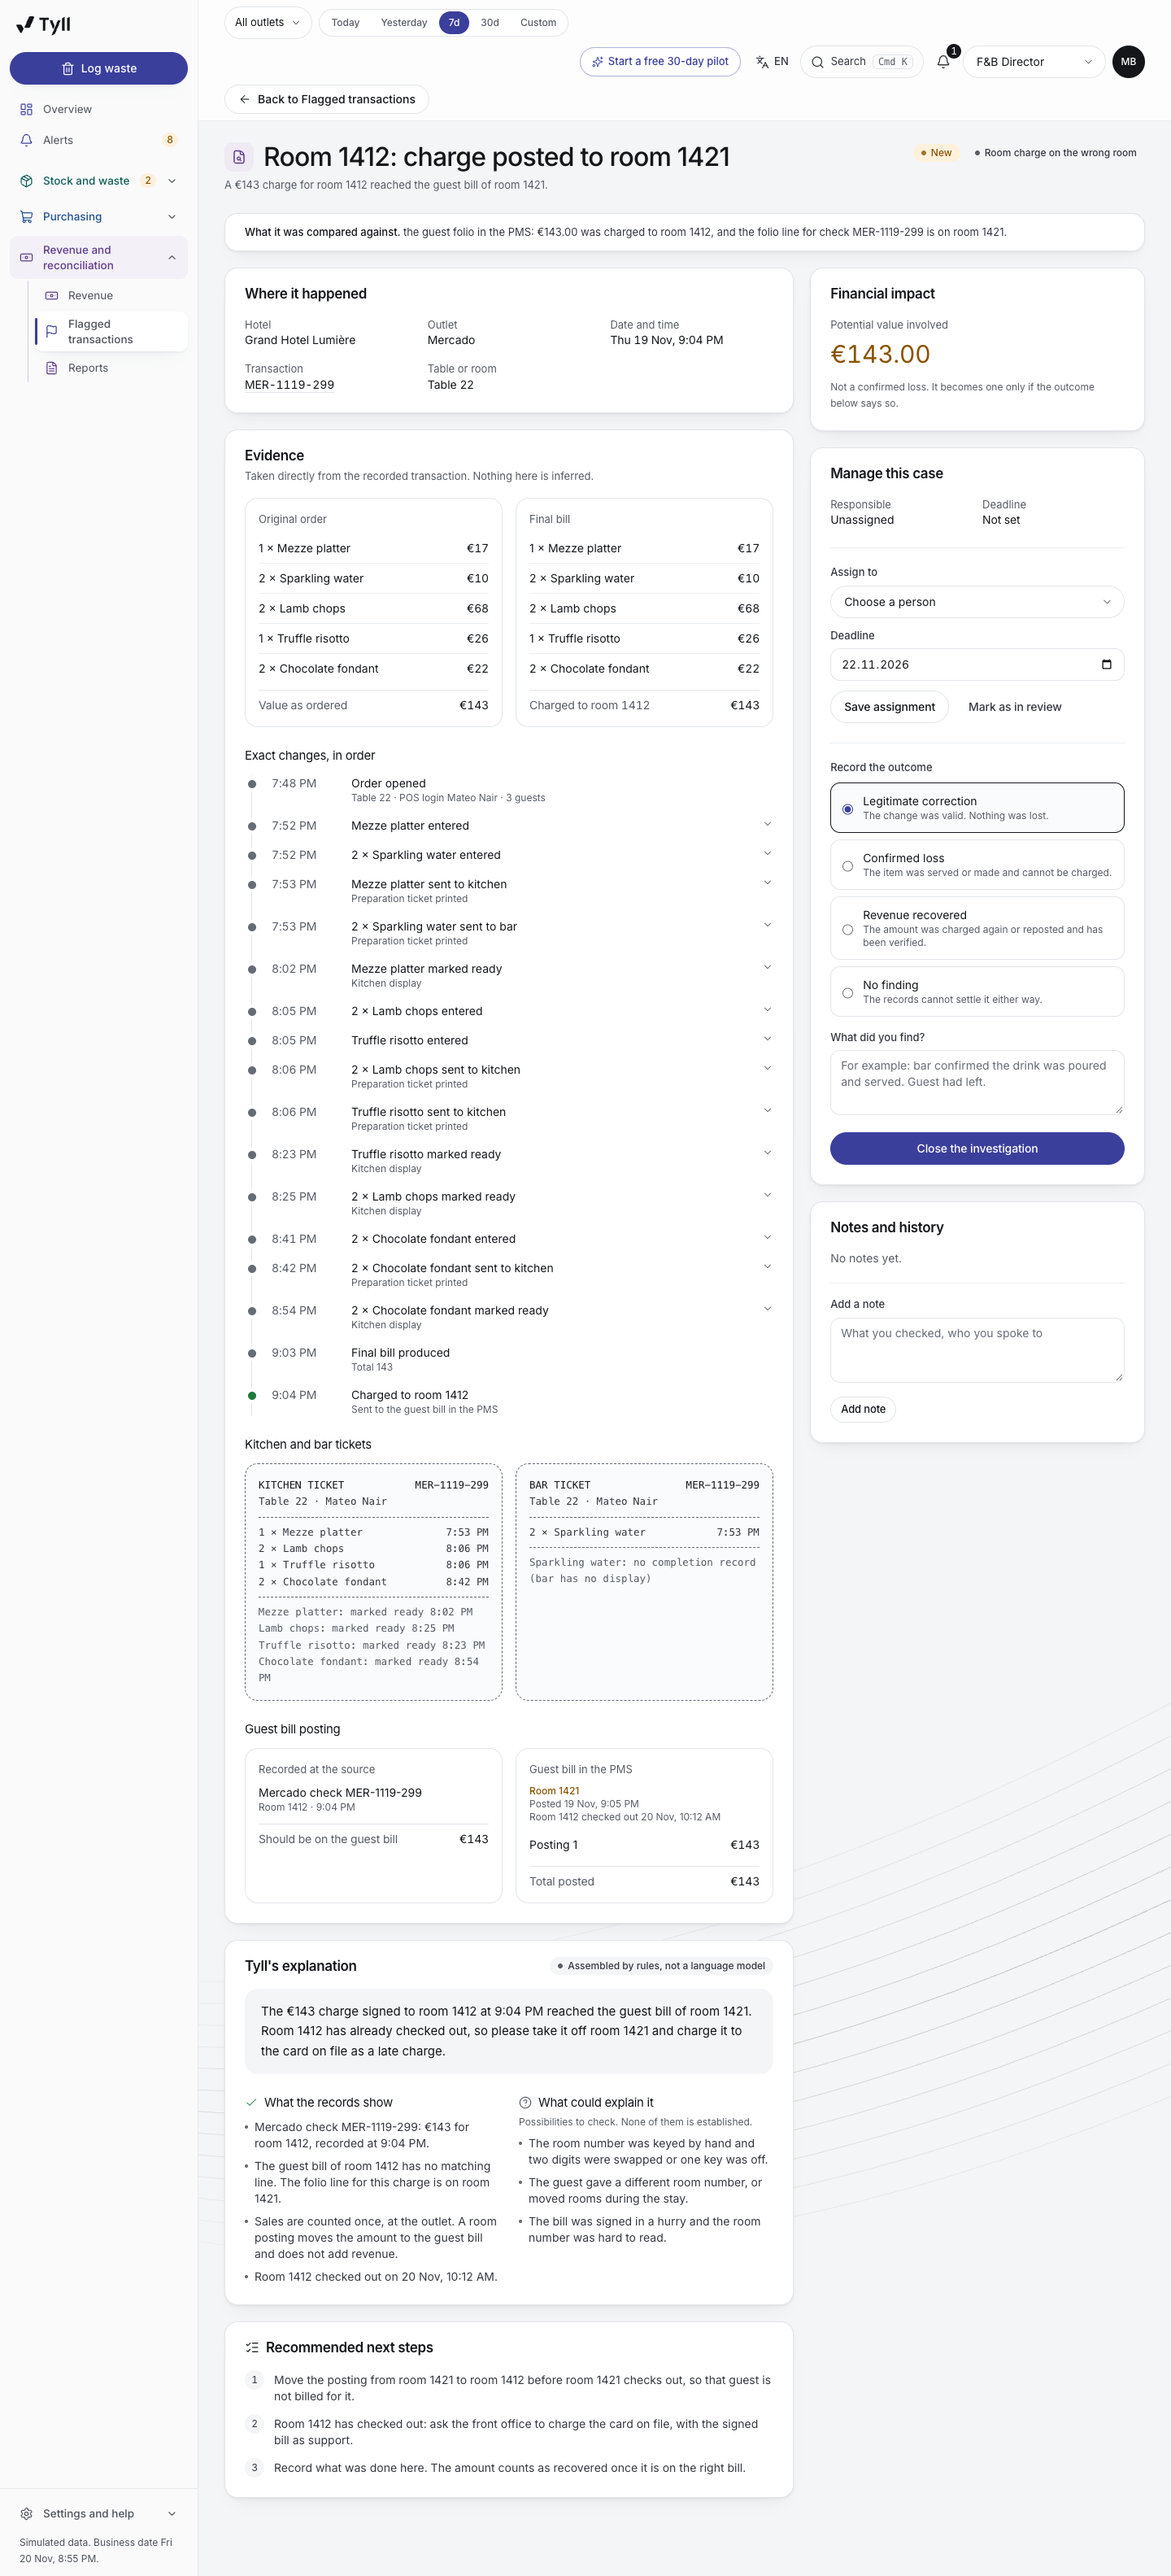 Tyll
Log waste
Overview
Alerts 8
Stock and waste 2
Purchasing
Revenue and
reconciliation
Revenue
Flagged
transactions
Reports
Settings and help
Simulated data. Business date Fri
20 Nov, 8:55 PM.
All outlets
Today Yesterday 7d 30d Custom
Start a free 30-day pilot
EN
Search Cmd K
1
F&B Director
MB
Back to Flagged transactions
Room 1412: charge posted to room 1421
New
Room charge on the wrong room
A €143 charge for room 1412 reached the guest bill of room 1421.
What it was compared against. the guest folio in the PMS: €143.00 was charged to room 1412, and the folio line for check MER-1119-299 is on room 1421.
Where it happened
Hotel
Grand Hotel Lumière
Outlet
Mercado
Date and time
Thu 19 Nov, 9:04 PM
Transaction
MER-1119-299
Table or room
Table 22
Evidence
Taken directly from the recorded transaction. Nothing here is inferred.
Original order
1 × Mezze platter €17
2 × Sparkling water €10
2 × Lamb chops €68
1 × Truffle risotto €26
2 × Chocolate fondant €22
Value as ordered €143
Final bill
1 × Mezze platter €17
2 × Sparkling water €10
2 × Lamb chops €68
1 × Truffle risotto €26
2 × Chocolate fondant €22
Charged to room 1412 €143
Exact changes, in order
7:48 PM Order opened
Table 22 · POS login Mateo Nair · 3 guests
7:52 PM Mezze platter entered
7:52 PM 2 × Sparkling water entered
7:53 PM Mezze platter sent to kitchen
Preparation ticket printed
7:53 PM 2 × Sparkling water sent to bar
Preparation ticket printed
8:02 PM Mezze platter marked ready
Kitchen display
8:05 PM 2 × Lamb chops entered
8:05 PM Truffle risotto entered
8:06 PM 2 × Lamb chops sent to kitchen
Preparation ticket printed
8:06 PM Truffle risotto sent to kitchen
Preparation ticket printed
8:23 PM Truffle risotto marked ready
Kitchen display
8:25 PM 2 × Lamb chops marked ready
Kitchen display
8:41 PM 2 × Chocolate fondant entered
8:42 PM 2 × Chocolate fondant sent to kitchen
Preparation ticket printed
8:54 PM 2 × Chocolate fondant marked ready
Kitchen display
9:03 PM Final bill produced
Total 143
9:04 PM Charged to room 1412
Sent to the guest bill in the PMS
Kitchen and bar tickets
KITCHEN TICKET MER-1119-299
Table 22 · Mateo Nair
1 × Mezze platter 7:53 PM
2 × Lamb chops 8:06 PM
1 × Truffle risotto 8:06 PM
2 × Chocolate fondant 8:42 PM
Mezze platter: marked ready 8:02 PM
Lamb chops: marked ready 8:25 PM
Truffle risotto: marked ready 8:23 PM
Chocolate fondant: marked ready 8:54
PM
BAR TICKET MER-1119-299
Table 22 · Mateo Nair
2 × Sparkling water 7:53 PM
Sparkling water: no completion record
(bar has no display)
Guest bill posting
Recorded at the source
Mercado check MER-1119-299
Room 1412 · 9:04 PM
Should be on the guest bill €143
Guest bill in the PMS
Room 1421
Posted 19 Nov, 9:05 PM
Room 1412 checked out 20 Nov, 10:12 AM
Posting 1 €143
Total posted €143
Tyll's explanation
Assembled by rules, not a language model
The €143 charge signed to room 1412 at 9:04 PM reached the guest bill of room 1421.
Room 1412 has already checked out, so please take it off room 1421 and charge it to
the card on file as a late charge.
What the records show
Mercado check MER-1119-299: €143 for
room 1412, recorded at 9:04 PM.
The guest bill of room 1412 has no matching
line. The folio line for this charge is on room
1421.
Sales are counted once, at the outlet. A room
posting moves the amount to the guest bill
and does not add revenue.
Room 1412 checked out on 20 Nov, 10:12 AM.
What could explain it
Possibilities to check. None of them is established.
The room number was keyed by hand and
two digits were swapped or one key was off.
The guest gave a different room number, or
moved rooms during the stay.
The bill was signed in a hurry and the room
number was hard to read.
Recommended next steps
1 Move the posting from room 1421 to room 1412 before room 1421 checks out, so that guest is
not billed for it.
2 Room 1412 has checked out: ask the front office to charge the card on file, with the signed
bill as support.
3 Record what was done here. The amount counts as recovered once it is on the right bill.
Financial impact
Potential value involved
€143.00
Not a confirmed loss. It becomes one only if the outcome
below says so.
Manage this case
Responsible
Unassigned
Deadline
Not set
Assign to
Choose a person
Deadline
22.11.2026
Save assignment
Mark as in review
Record the outcome
Legitimate correction
The change was valid. Nothing was lost.
Confirmed loss
The item was served or made and cannot be charged.
Revenue recovered
The amount was charged again or reposted and has
been verified.
No finding
The records cannot settle it either way.
What did you find?
For example: bar confirmed the drink was poured
and served. Guest had left.
Close the investigation
Notes and history
No notes yet.
Add a note
What you checked, who you spoke to
Add note